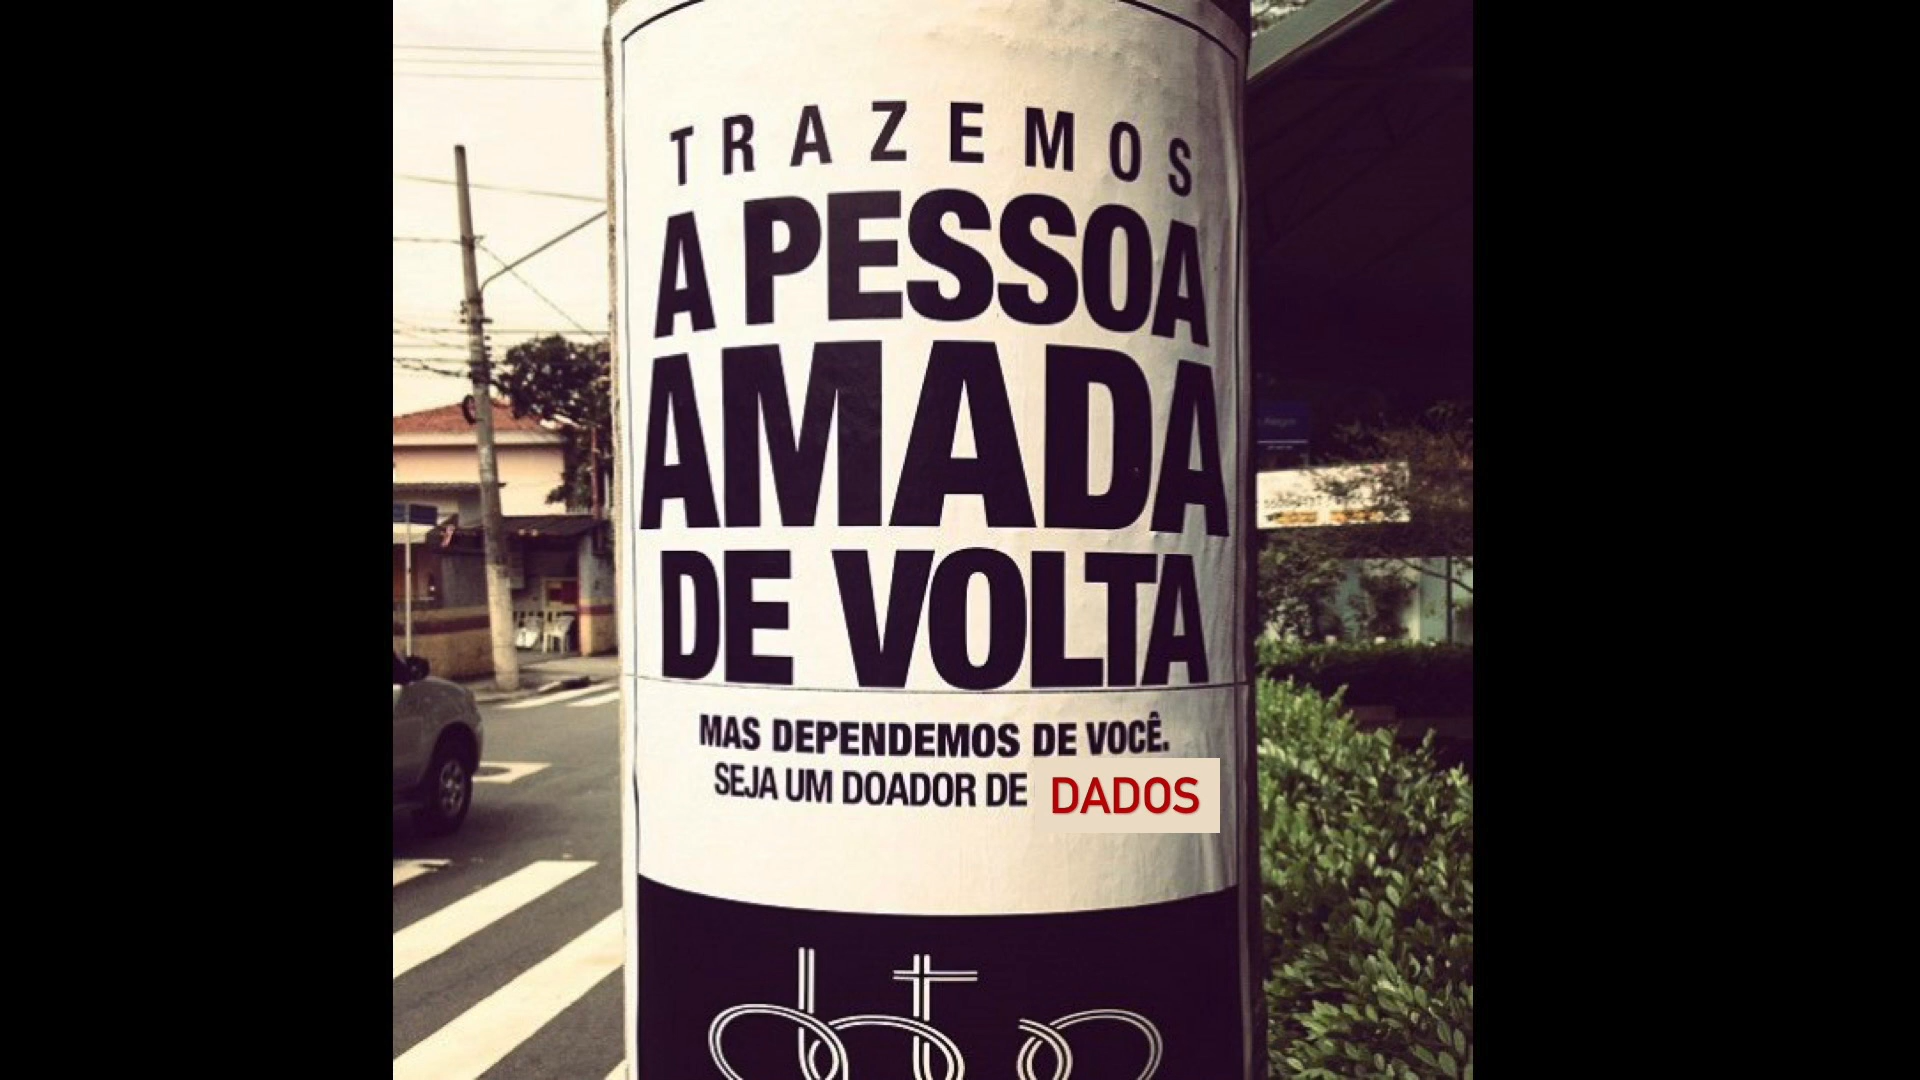 TRAZEMOS
A PESSOA
AMADA
DE VOLTA
MAS DEPENDEMOS DE VOCÊ.
SEJA UM DOADOR DE DADOS